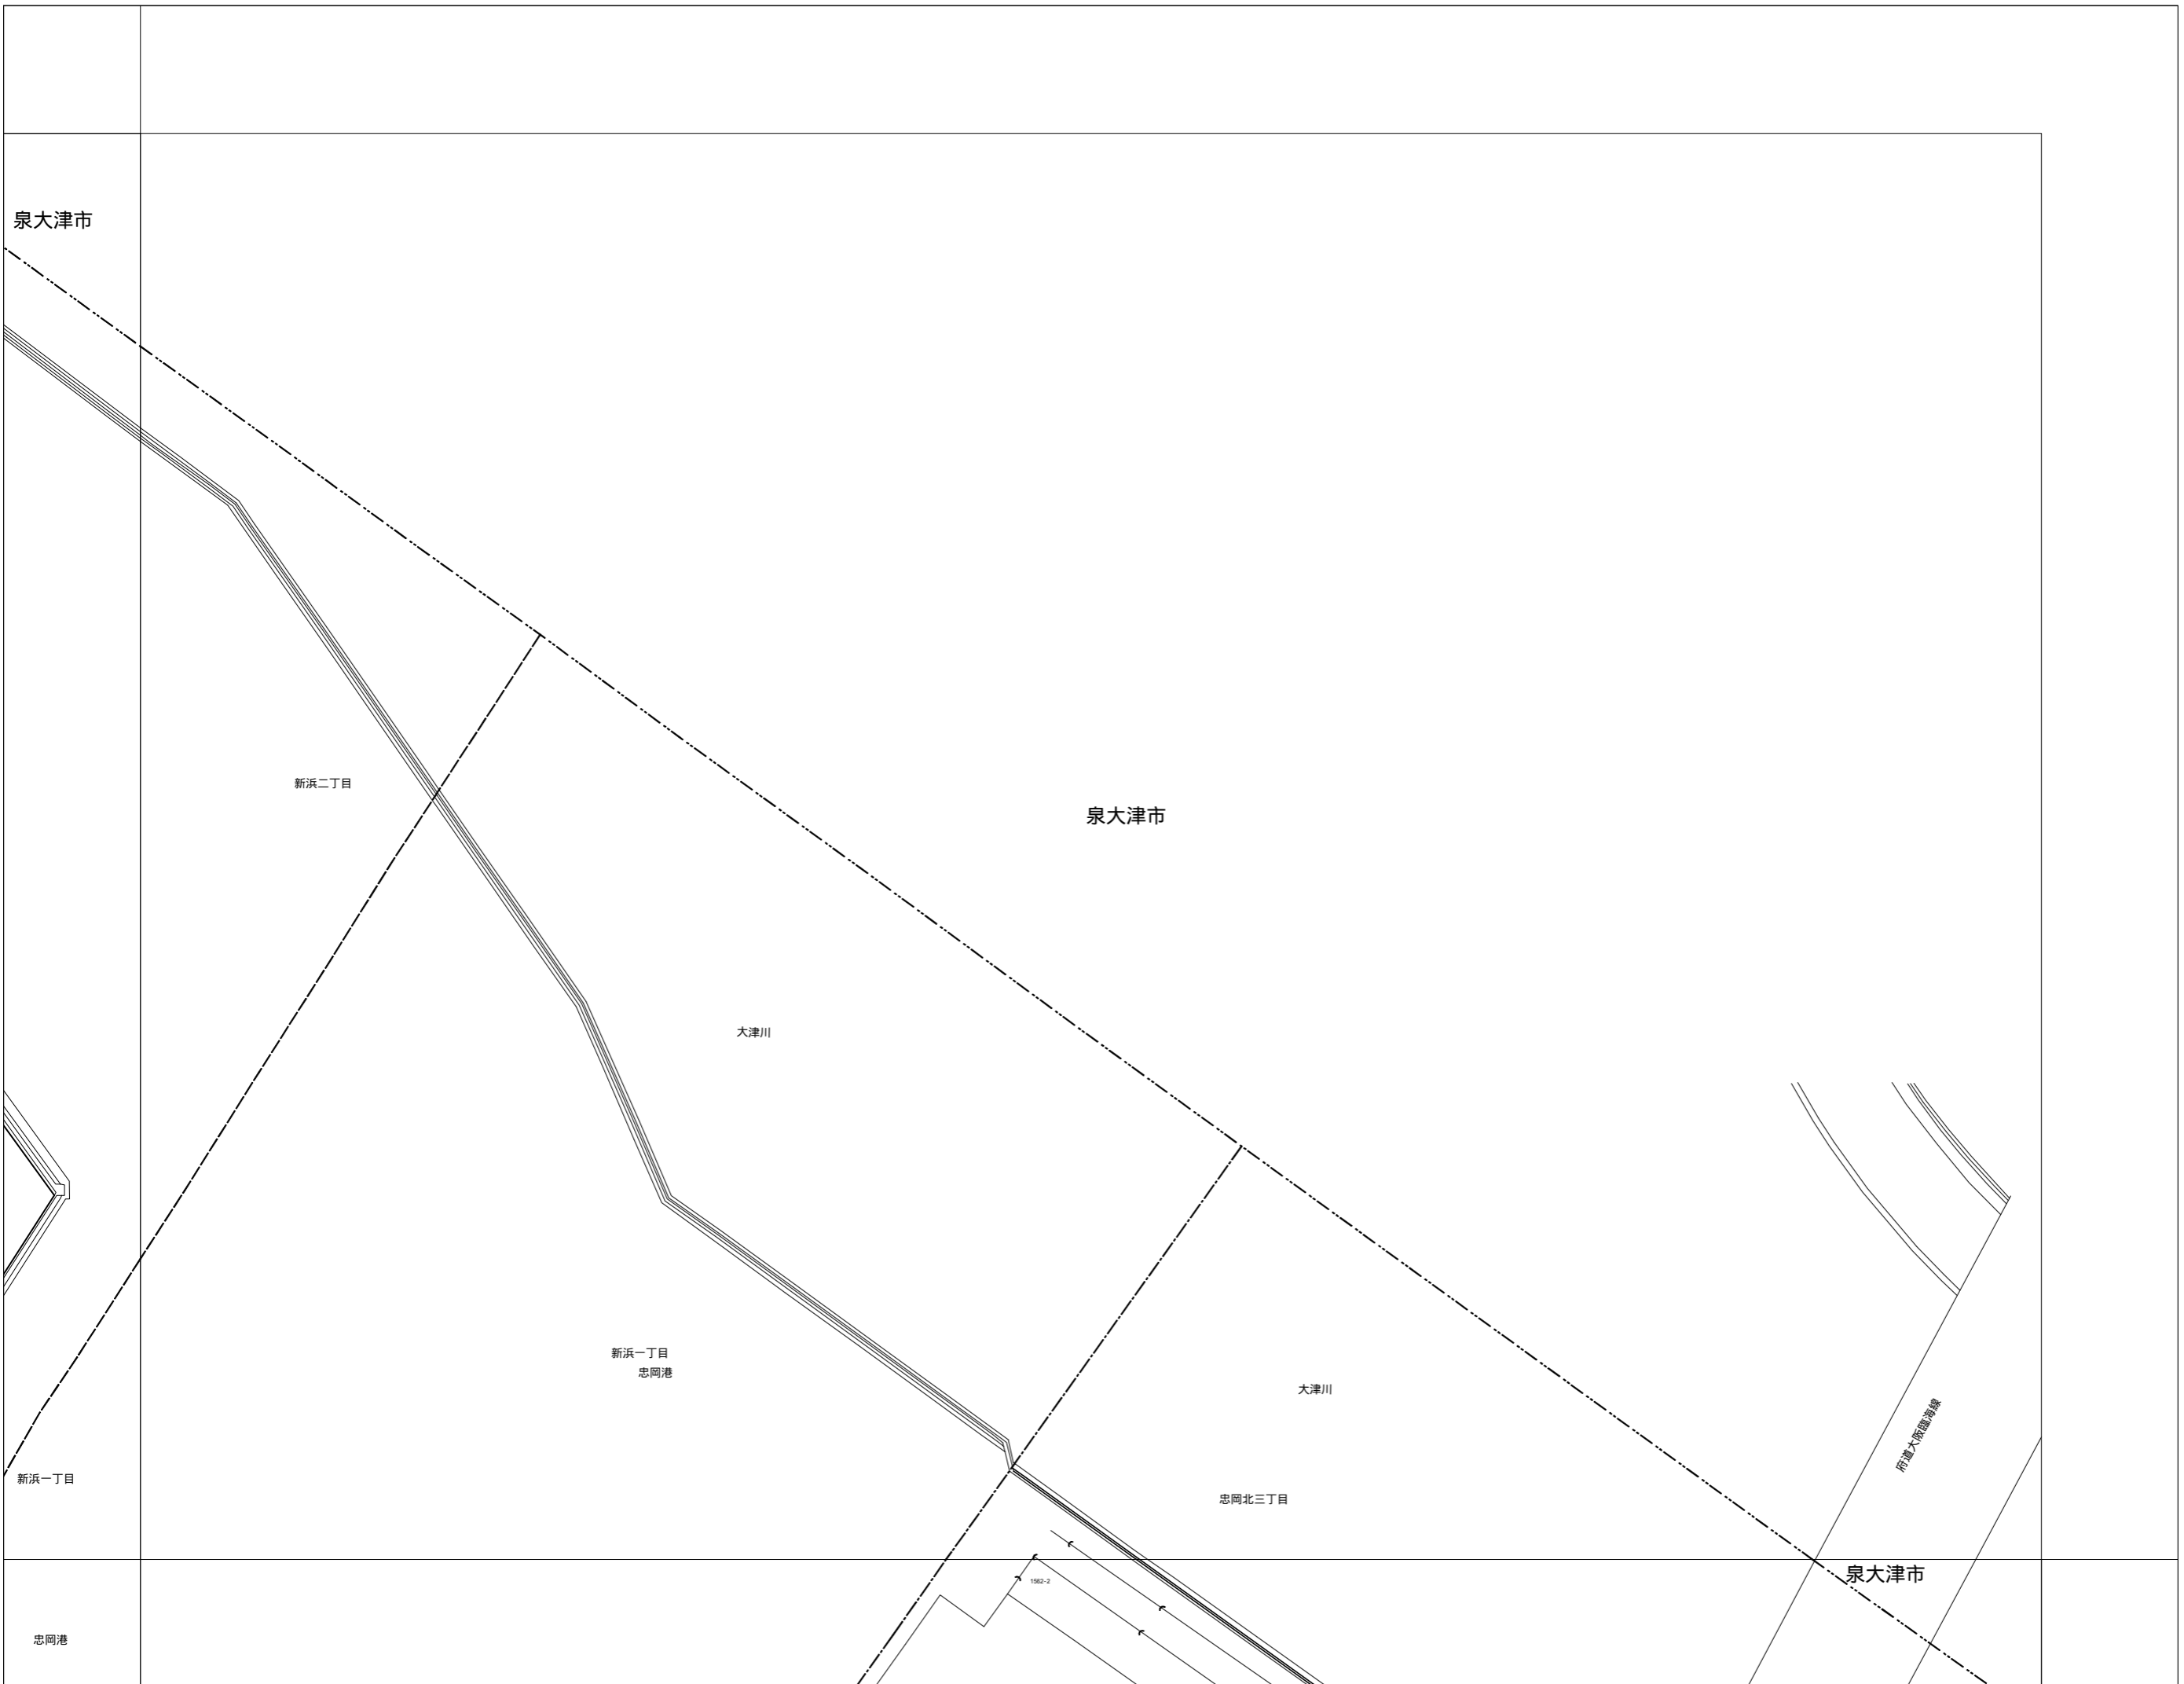 泉大津市
新浜二丁目
泉大津市
大津川
新浜一丁目
忠岡港
大津川
府道大阪臨海線
新浜一丁目
忠岡北三丁目
泉大津市
1562-2
忠岡港